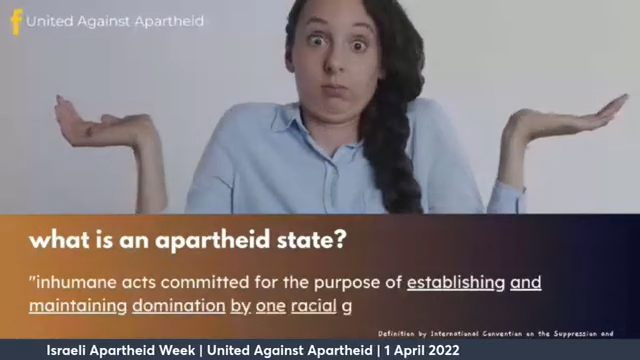 United Against Apartheid
what is an apartheid state?
"inhumane acts committed for the purpose of establishing and
maintaining domination by one racial g
Definition by International Convention on the Suppression and
Israeli Apartheid Week | United Against Apartheid | 1 April 2022